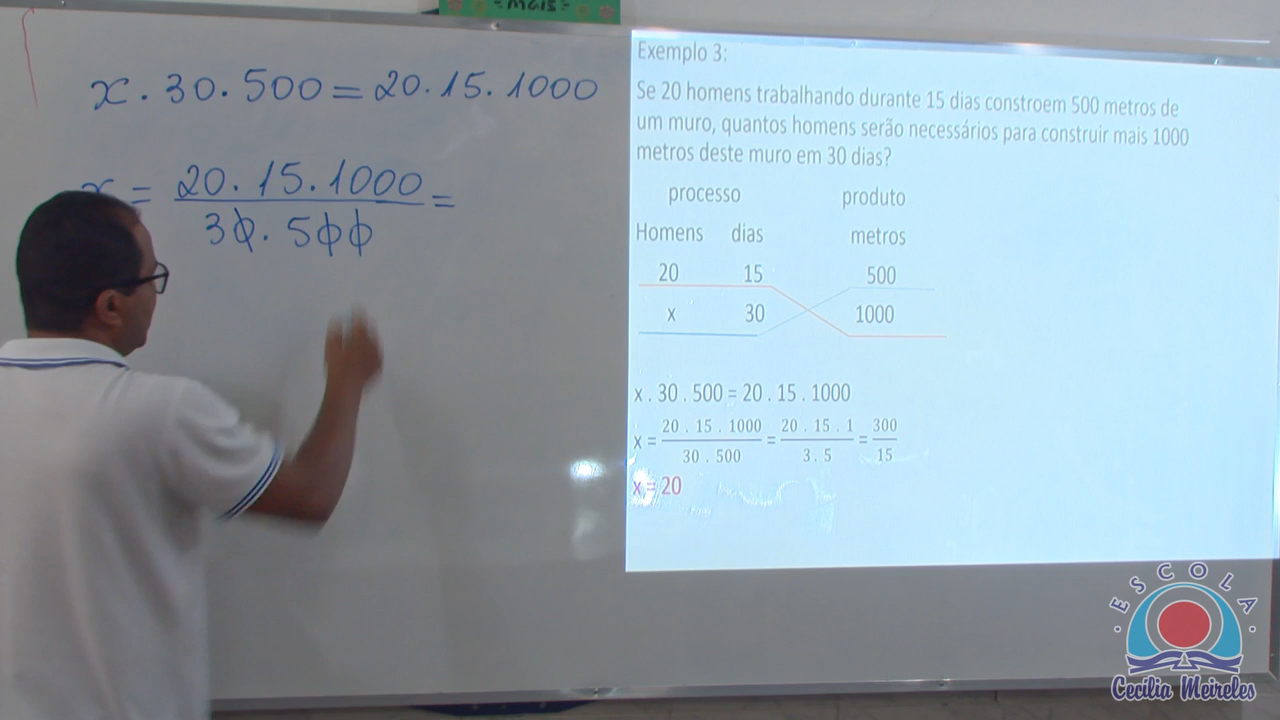 mais
x . 30 . 500 = 20 . 15 . 1000
x = 20 . 15 . 1000 / 30 . 500 =
Exemplo 3:
Se 20 homens trabalhando durante 15 dias constroem 500 metros de
um muro, quantos homens serão necessários para construir mais 1000
metros deste muro em 30 dias?
processo produto
Homens dias metros
20 15 500
x 30 1000
x . 30 . 500 = 20 . 15 . 1000
x = 20 . 15 . 1000 / 30 . 500 = 20 . 15 . 1 / 3 . 5 = 300 / 15
x = 20
ESCOLA
Cecília Meireles